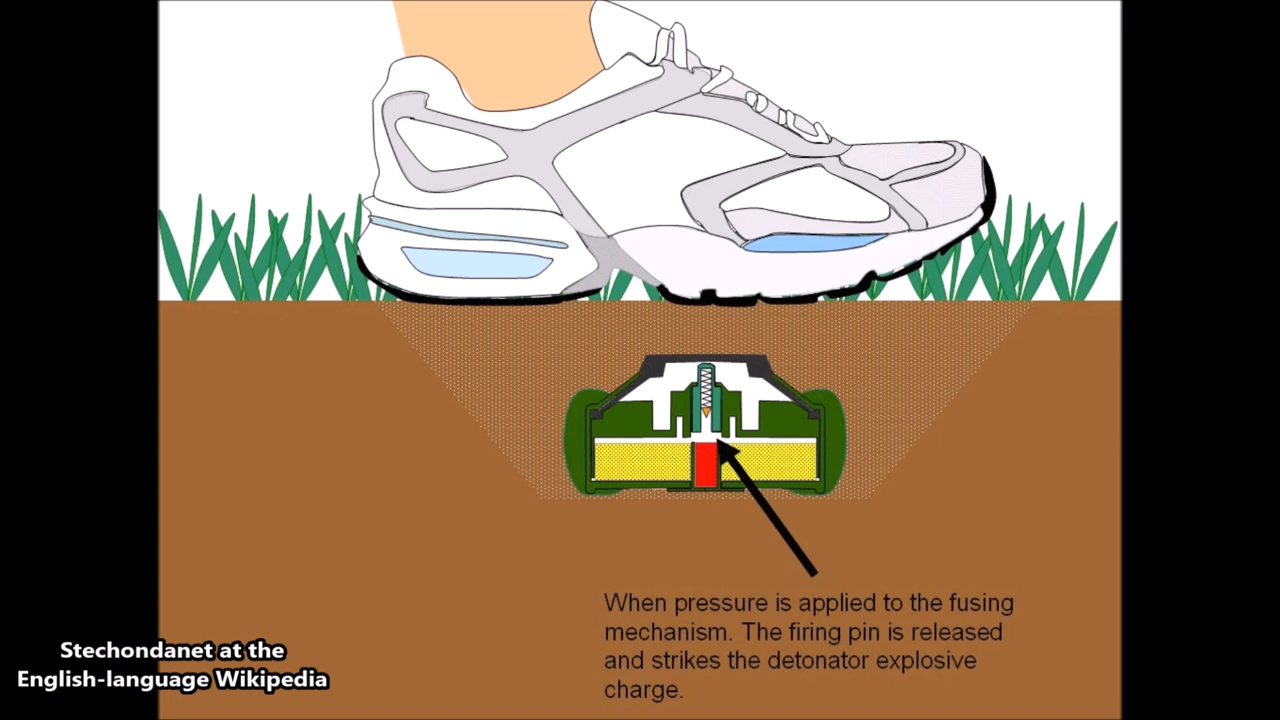 When pressure is applied to the fusing
mechanism. The firing pin is released
and strikes the detonator explosive
charge.
Stechondanet at the
English-language Wikipedia